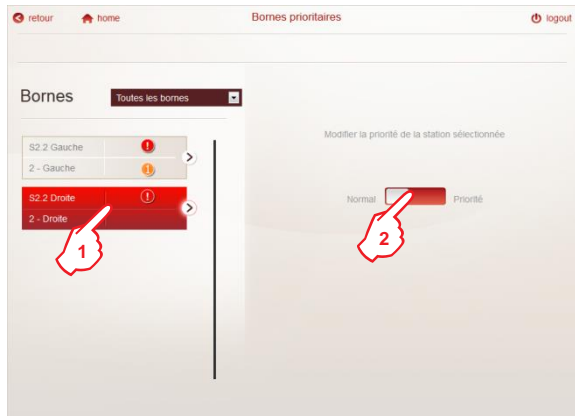 retour home Bornes prioritaires logout
Bornes Toutes les bornes
Modifier la priorité de la station sélectionnée
S2.2 Gauche !
2 - Gauche !
S2.2 Droite !
2 - Droite
Normal Priorité
1
2